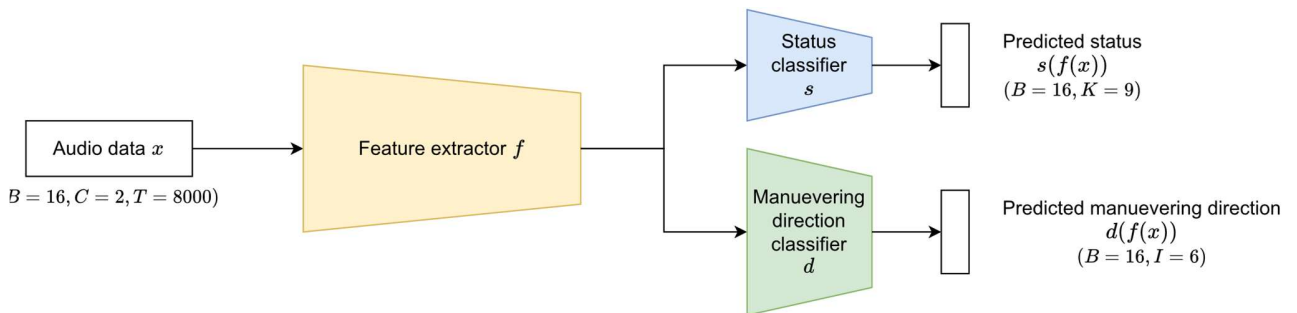 Audio data x
B = 16, C = 2, T = 8000)
Feature extractor f
Status
classifier
s
Predicted status
s(f(x))
(B = 16, K = 9)
Manuevering
direction
classifier
d
Predicted manuevering direction
d(f(x))
(B = 16, I = 6)